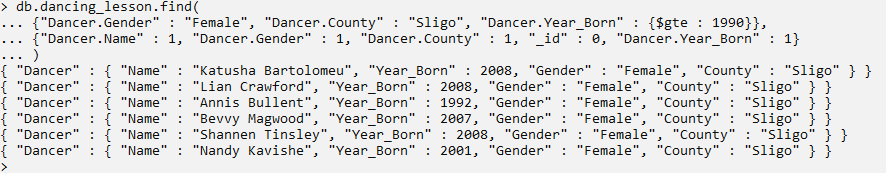 > db.dancing_lesson.find(
... {"Dancer.Gender" : "Female", "Dancer.County" : "Sligo", "Dancer.Year_Born" : {$gte : 1990}},
... {"Dancer.Name" : 1, "Dancer.Gender" : 1, "Dancer.County" : 1, "_id" : 0, "Dancer.Year_Born" : 1}
... )
{ "Dancer" : { "Name" : "Katusha Bartolomeu", "Year_Born" : 2008, "Gender" : "Female", "County" : "Sligo" } }
{ "Dancer" : { "Name" : "Lian Crawford", "Year_Born" : 2008, "Gender" : "Female", "County" : "Sligo" } }
{ "Dancer" : { "Name" : "Annis Bullent", "Year_Born" : 1992, "Gender" : "Female", "County" : "Sligo" } }
{ "Dancer" : { "Name" : "Bevvy Magwood", "Year_Born" : 2007, "Gender" : "Female", "County" : "Sligo" } }
{ "Dancer" : { "Name" : "Shannen Tinsley", "Year_Born" : 2008, "Gender" : "Female", "County" : "Sligo" } }
{ "Dancer" : { "Name" : "Nandy Kavishe", "Year_Born" : 2001, "Gender" : "Female", "County" : "Sligo" } }
>